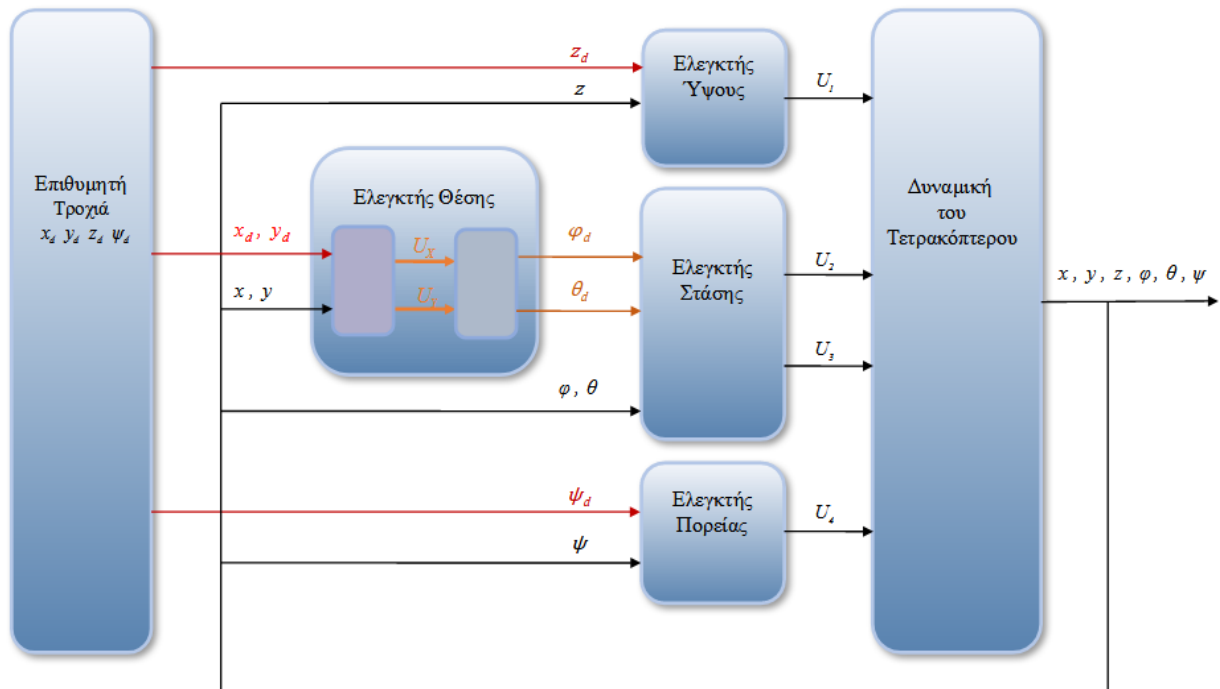 Επιθυμητή
Τροχιά
x_d y_d z_d ψ_d
z_d
z
Ελεγκτής
Ύψους
U_1
Ελεγκτής Θέσης
x_d, y_d
x, y
U_X
U_Y
φ_d
θ_d
φ, θ
Ελεγκτής
Στάσης
U_2
U_3
ψ_d
ψ
Ελεγκτής
Πορείας
U_4
Δυναμική
του
Τετρακόπτερου
x, y, z, φ, θ, ψ